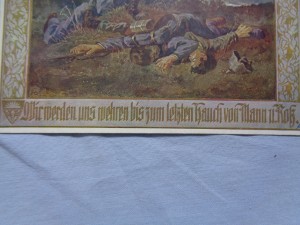 Wir werden uns wehren bis zum letzten Hauch von Mann u. Roß.